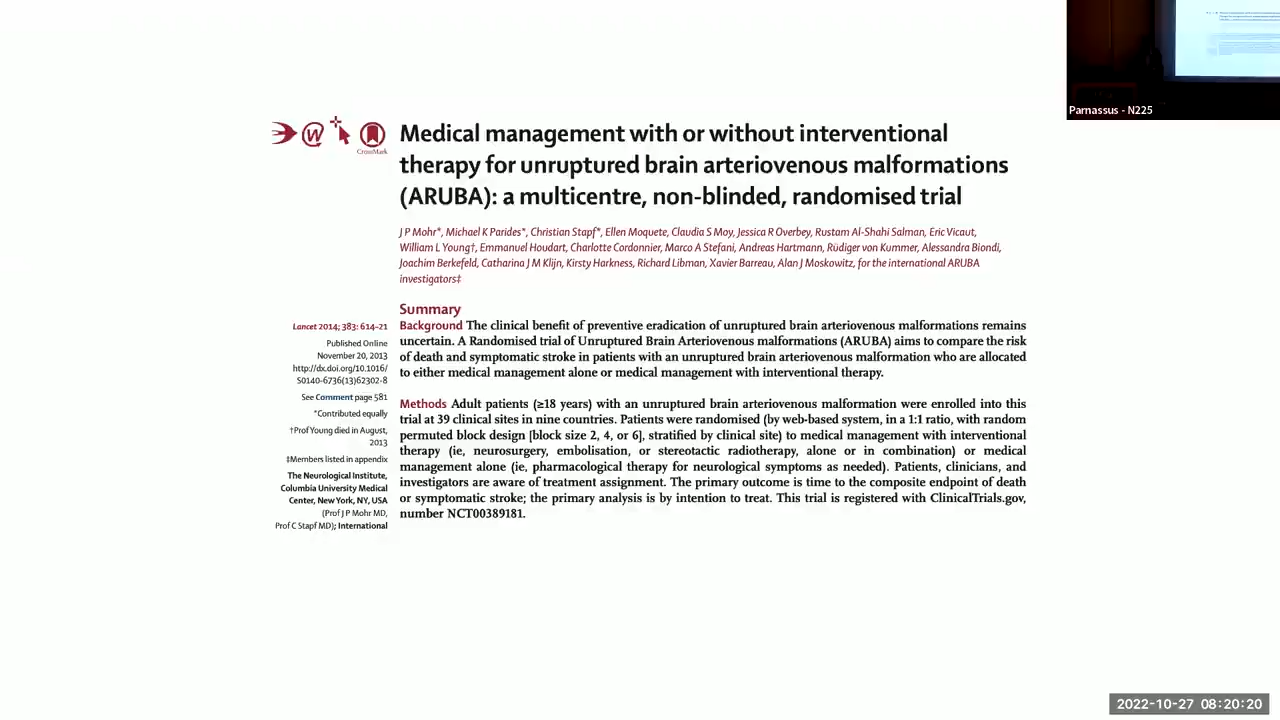 Parnassus - N225
CrossMark
Medical management with or without interventional
therapy for unruptured brain arteriovenous malformations
(ARUBA): a multicentre, non-blinded, randomised trial
J P Mohr*, Michael K Parides*, Christian Stapf*, Ellen Moquete, Claudia S Moy, Jessica R Overbey, Rustam Al-Shahi Salman, Eric Vicaut,
William L Young†, Emmanuel Houdart, Charlotte Cordonnier, Marco A Stefani, Andreas Hartmann, Rüdiger von Kummer, Alessandra Biondi,
Joachim Berkefeld, Catharina J M Klijn, Kirsty Harkness, Richard Libman, Xavier Barreau, Alan J Moskowitz, for the international ARUBA
investigators‡
Summary
Background The clinical benefit of preventive eradication of unruptured brain arteriovenous malformations remains
uncertain. A Randomised trial of Unruptured Brain Arteriovenous malformations (ARUBA) aims to compare the risk
of death and symptomatic stroke in patients with an unruptured brain arteriovenous malformation who are allocated
to either medical management alone or medical management with interventional therapy.
Methods Adult patients (≥18 years) with an unruptured brain arteriovenous malformation were enrolled into this
trial at 39 clinical sites in nine countries. Patients were randomised (by web-based system, in a 1:1 ratio, with random
permuted block design [block size 2, 4, or 6], stratified by clinical site) to medical management with interventional
therapy (ie, neurosurgery, embolisation, or stereotactic radiotherapy, alone or in combination) or medical
management alone (ie, pharmacological therapy for neurological symptoms as needed). Patients, clinicians, and
investigators are aware of treatment assignment. The primary outcome is time to the composite endpoint of death
or symptomatic stroke; the primary analysis is by intention to treat. This trial is registered with ClinicalTrials.gov,
number NCT00389181.
Lancet 2014; 383: 614–21
Published Online
November 20, 2013
http://dx.doi.org/10.1016/
S0140-6736(13)62302-8
See Comment page 581
*Contributed equally
†Prof Young died in August,
2013
‡Members listed in appendix
The Neurological Institute,
Columbia University Medical
Center, New York, NY, USA
(Prof J P Mohr MD,
Prof C Stapf MD); International
2022-10-27 08:20:20